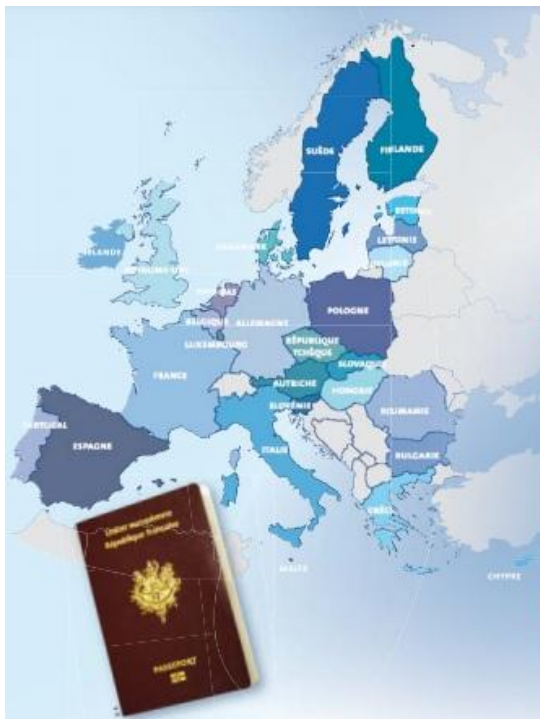 SUÈDE
FINLANDE
ESTONIE
LETTONIE
LITUANIE
DANEMARK
IRLANDE
ROYAUME-UNI
PAYS-BAS
POLOGNE
BELGIQUE
ALLEMAGNE
LUXEMBOURG
RÉPUBLIQUE
TCHÈQUE
SLOVAQUIE
FRANCE
AUTRICHE
HONGRIE
SLOVÉNIE
ROUMANIE
PORTUGAL
ESPAGNE
ITALIE
BULGARIE
GRÈCE
MALTE
CHYPRE
Union européenne
République française
PASSEPORT